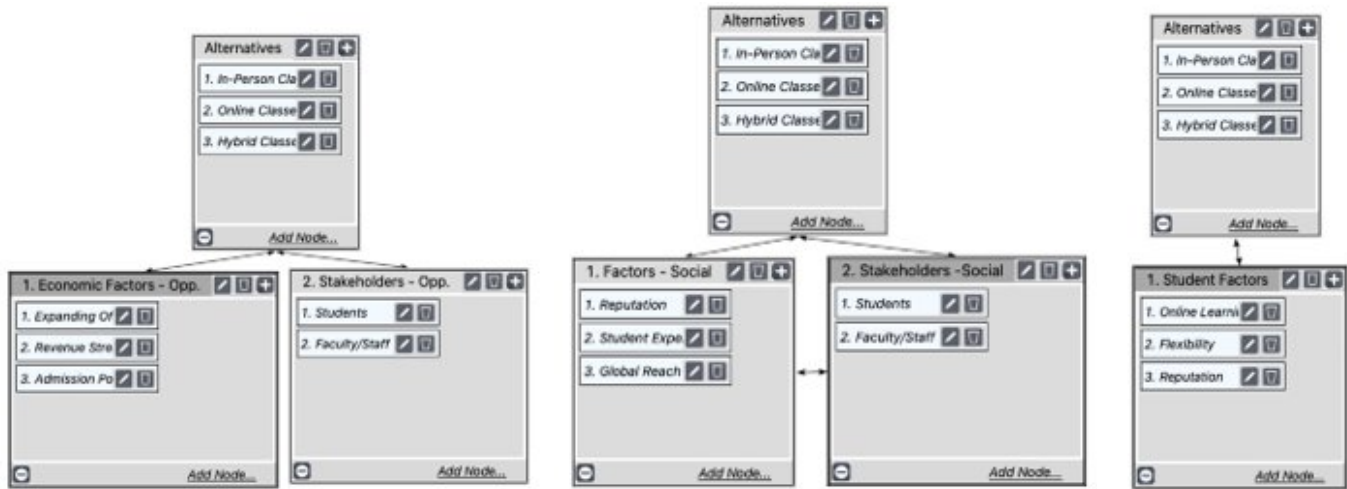 Alternatives
1. In-Person Cla
2. Online Classe
3. Hybrid Classe
Add Node...
1. Economic Factors - Opp.
1. Expanding Of
2. Revenue Stre
3. Admission Po
Add Node...
2. Stakeholders - Opp.
1. Students
2. Faculty/Staff
Add Node...
Alternatives
1. In-Person Cla
2. Online Classe
3. Hybrid Classe
Add Node...
1. Factors - Social
1. Reputation
2. Student Expe
3. Global Reach
Add Node...
2. Stakeholders -Social
1. Students
2. Faculty/Staff
Add Node...
Alternatives
1. In-Person Cla
2. Online Classe
3. Hybrid Classe
Add Node...
1. Student Factors
1. Online Learni
2. Flexibility
3. Reputation
Add Node...